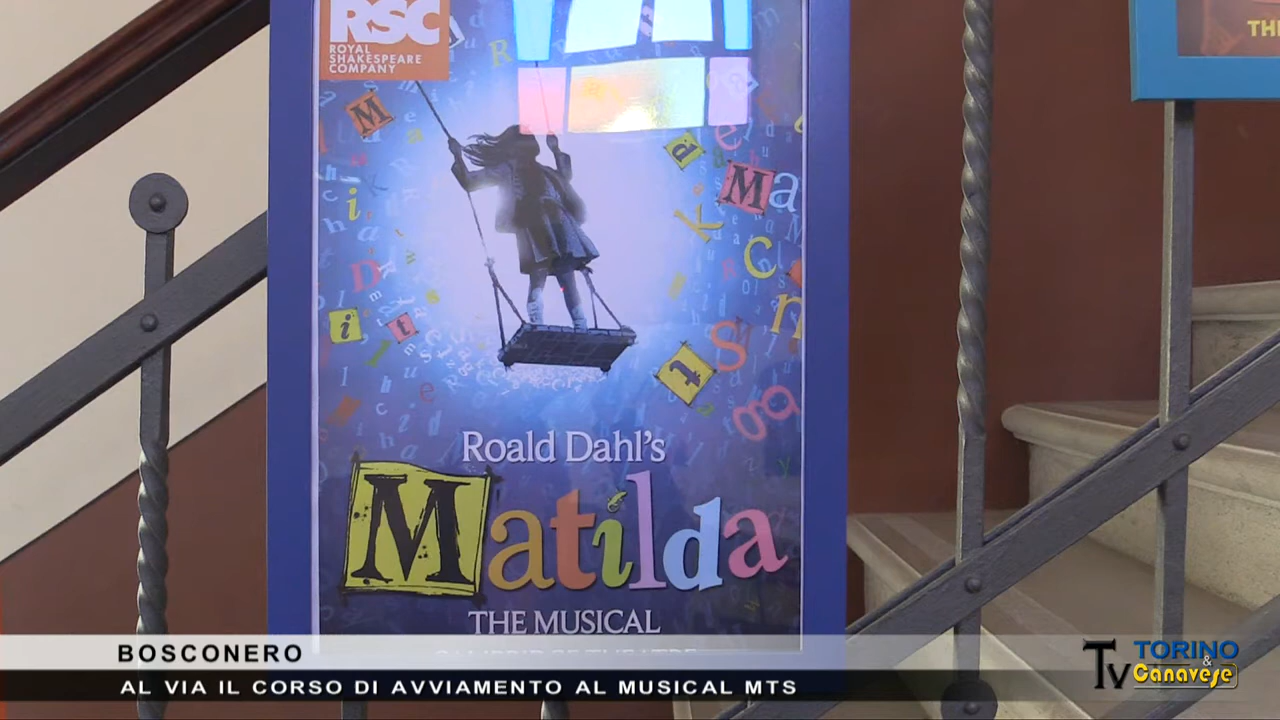 RSC
ROYAL
SHAKESPEARE
COMPANY
Roald Dahl's
Matilda
THE MUSICAL
BOSCONERO
AL VIA IL CORSO DI AVVIAMENTO AL MUSICAL MTS
TV TORINO
& Canavese